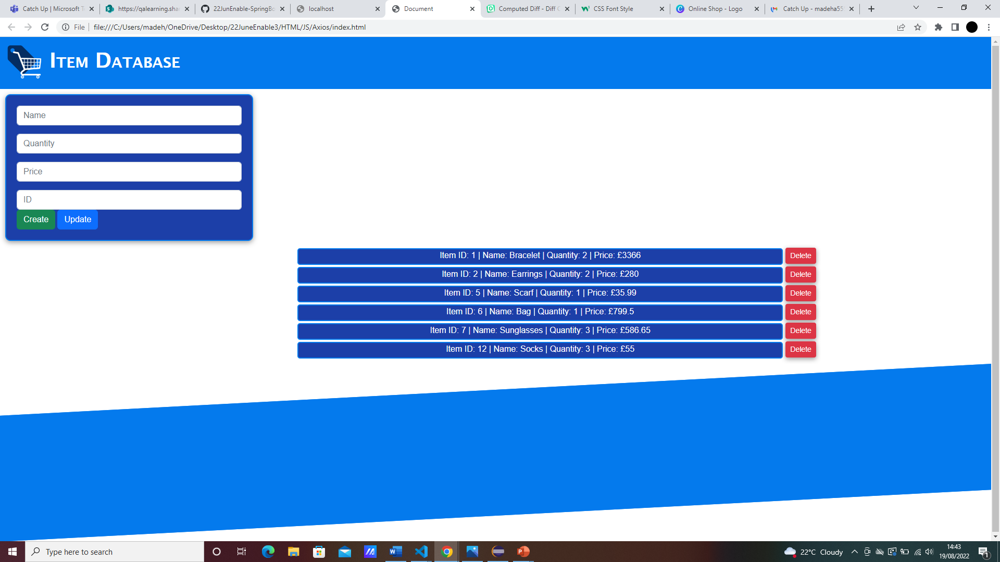 Catch Up | Microsoft T
https://qalearning.sha
22JunEnable-SpringBo
localhost
Document
Computed Diff - Diff C
CSS Font Style
Online Shop - Logo
Catch Up - madeha55
File
file:///C:/Users/madeh/OneDrive/Desktop/22JuneEnable3/HTML/JS/Axios/index.html
Item Database
Name
Quantity
Price
ID
Create Update
Item ID: 1 | Name: Bracelet | Quantity: 2 | Price: £3366 Delete
Item ID: 2 | Name: Earrings | Quantity: 2 | Price: £280 Delete
Item ID: 5 | Name: Scarf | Quantity: 1 | Price: £35.99 Delete
Item ID: 6 | Name: Bag | Quantity: 1 | Price: £799.5 Delete
Item ID: 7 | Name: Sunglasses | Quantity: 3 | Price: £586.65 Delete
Item ID: 12 | Name: Socks | Quantity: 3 | Price: £55 Delete
Type here to search
22°C Cloudy
14:43
19/08/2022
1